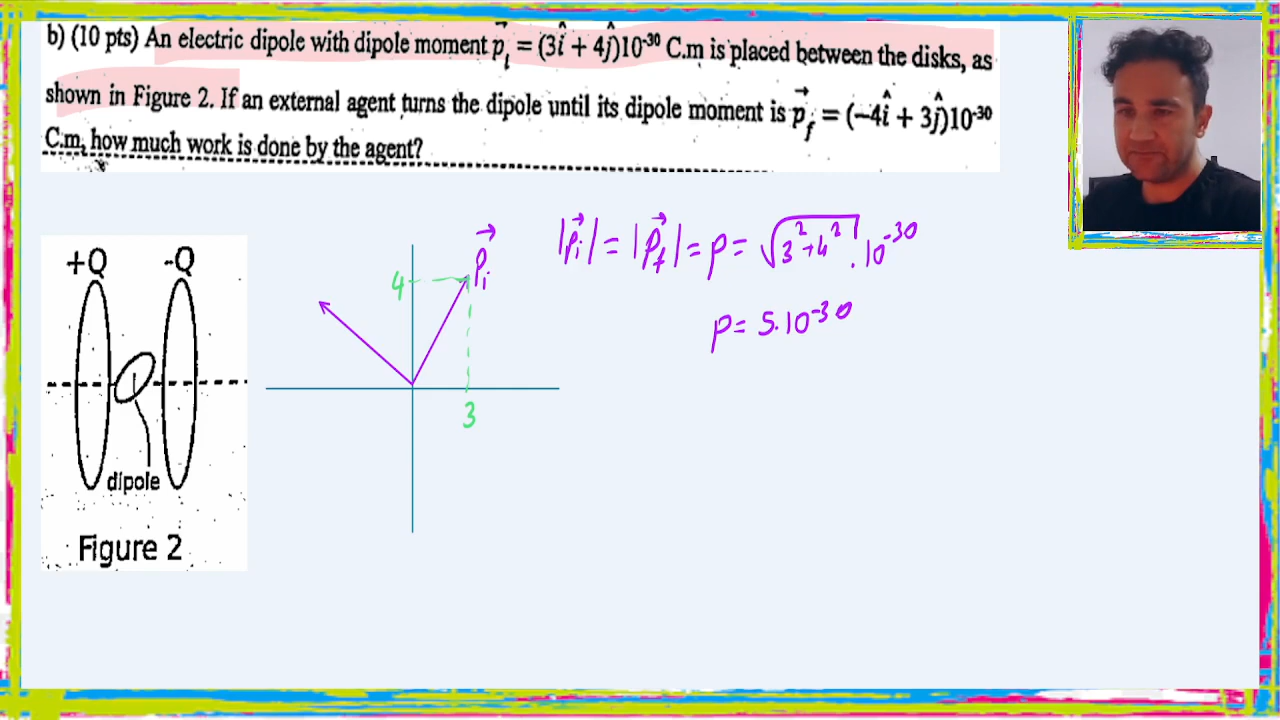 b) (10 pts) An electric dipole with dipole moment p⃗ᵢ = (3î + 4ĵ)10⁻³⁰ C.m is placed between the disks, as
shown in Figure 2. If an external agent turns the dipole until its dipole moment is p⃗_f = (−4î + 3ĵ)10⁻³⁰
C.m, how much work is done by the agent?
+Q -Q
dipole
Figure 2
p⃗ᵢ
4
3
|p⃗ᵢ| = |p⃗_f| = p = √(3² + 4²) . 10⁻³⁰
p = 5.10⁻³⁰